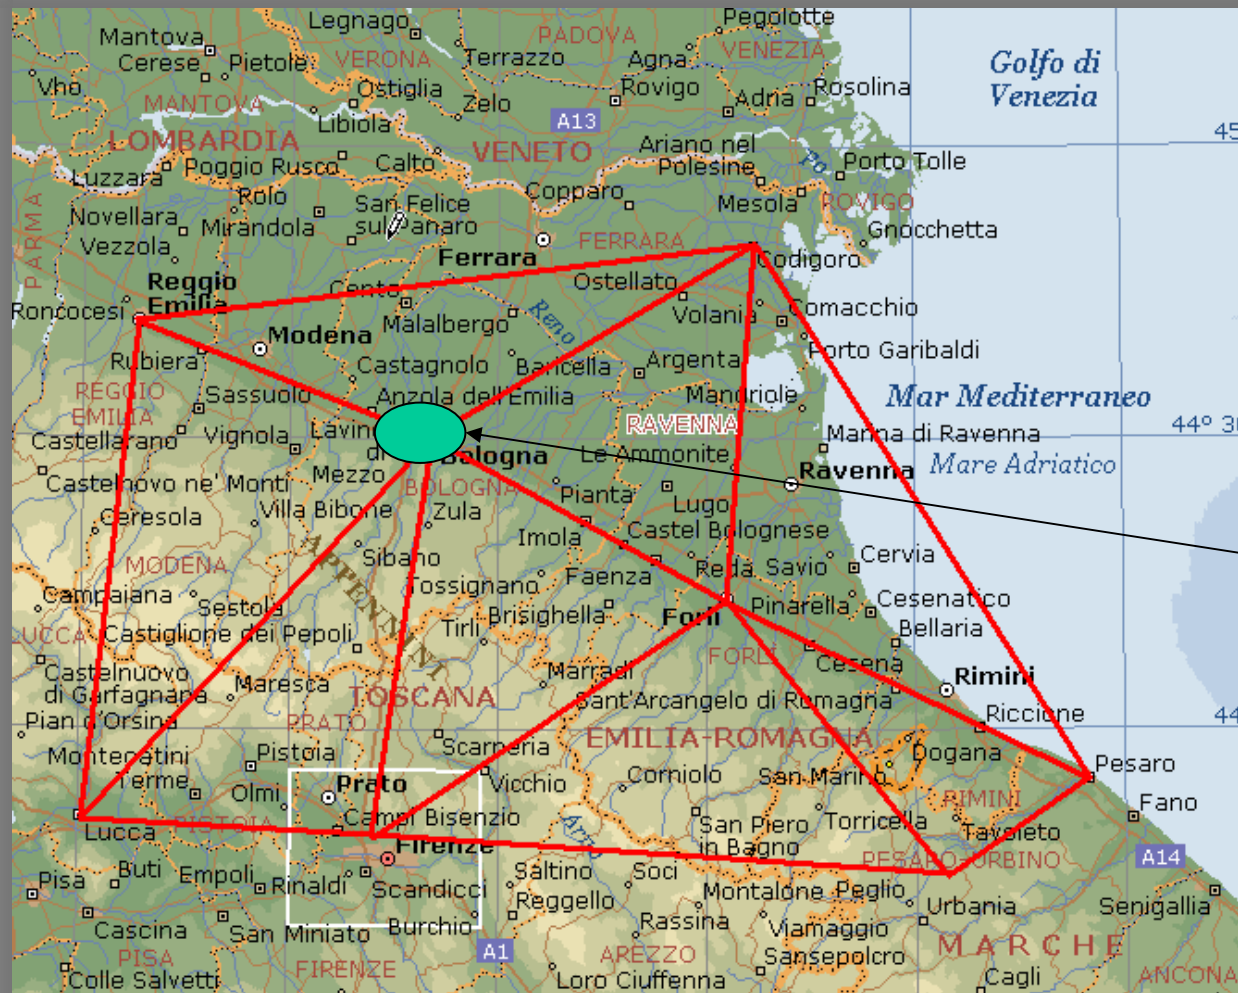 Legnago
Pegolotte
Mantova
PADOVA
VENEZIA
Cerese
Pietole
VERONA
Terrazzo
Agna
Golfo di
Venezia
Vho
Ostiglia
Rovigo
Rosolina
MANTOVA
Zelo
Adria
Libiola
A13
45
LOMBARDIA
VENETO
Ariano nel
Polesine
Po
Porto Tolle
Poggio Rusco
Calto
Luzzara
Copparo
Rolo
San Felice
sul Panaro
Mesola
ROVIGO
PARMA
Novellara
Mirandola
Gnocchetta
Vezzola
Ferrara
FERRARA
Codigoro
Reggio
Emilia
Cento
Ostellato
Roncocesi
Malalbergo
Reno
Volania
Comacchio
Modena
Porto Garibaldi
Rubiera
Castagnolo
Baricella
Argenta
REGGIO
EMILIA
Sassuolo
Anzola dell'Emilia
Mandriole
Mar Mediterraneo
44° 30
Castellarano
Vignola
RAVENNA
Marina di Ravenna
di
Mezzo
Bologna
Le Ammonite
Ravenna
Mare Adriatico
Castelnovo ne' Monti
BOLOGNA
Pianta
Lugo
Ceresola
Villa Bibone
Zula
Imola
Castel Bolognese
APPENNINI
MODENA
Sibano
Cervia
Tossignano
Faenza
Reda
Savio
Campaiana
Sestola
Brisighella
Forlì
Pinarella
Cesenatico
LUCCA
Castiglione dei Pepoli
Tirli
Bellaria
Castelnuovo
di Garfagnana
Maresca
Marradi
FORLÌ
Cesena
Rimini
TOSCANA
Sant'Arcangelo di Romagna
Pian d'Orsina
PRATO
Riccione
44
Montecatini
Terme
Pistoia
Scarperia
EMILIA-ROMAGNA
Dogana
Pesaro
Prato
Vicchio
Corniolo
San Marino
Olmi
RIMINI
Fano
Lucca
PISTOIA
Campi Bisenzio
Arno
San Piero
in Bagno
Torricella
Tavoleto
Firenze
PESARO-URBINO
A14
Pisa
Buti
Empoli
Rinaldi
Scandicci
Saltino
Soci
Montalone
Peglio
Reggello
Urbania
Senigallia
Cascina
San Miniato
Burchio
Rassina
Viamaggio
MARCHE
PISA
FIRENZE
A1
AREZZO
Sansepolcro
Colle Salvetti
Loro Ciuffenna
Cagli
ANCONA